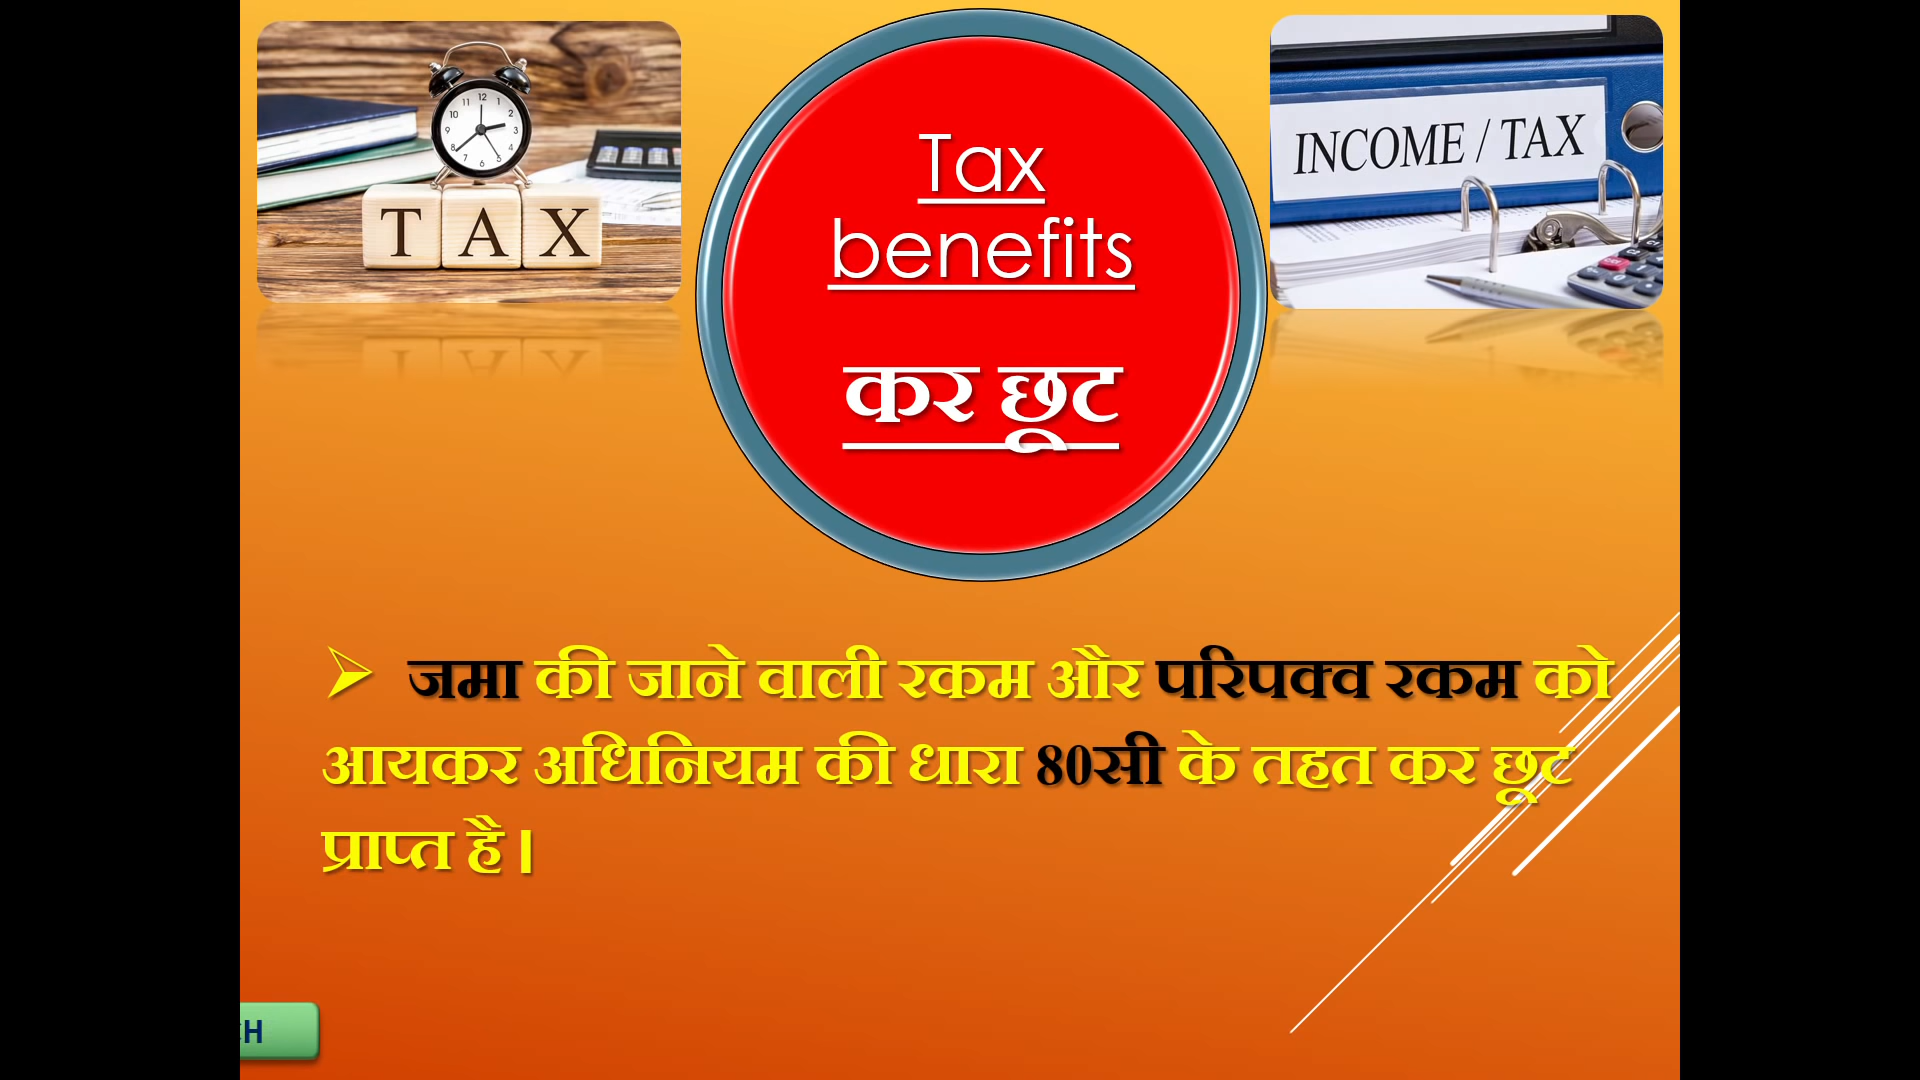 TAX
INCOME / TAX
Tax
benefits
कर छूट
जमा की जाने वाली रकम और परिपक्व रकम को
आयकर अधिनियम की धारा 80सी के तहत कर छूट
प्राप्त है।